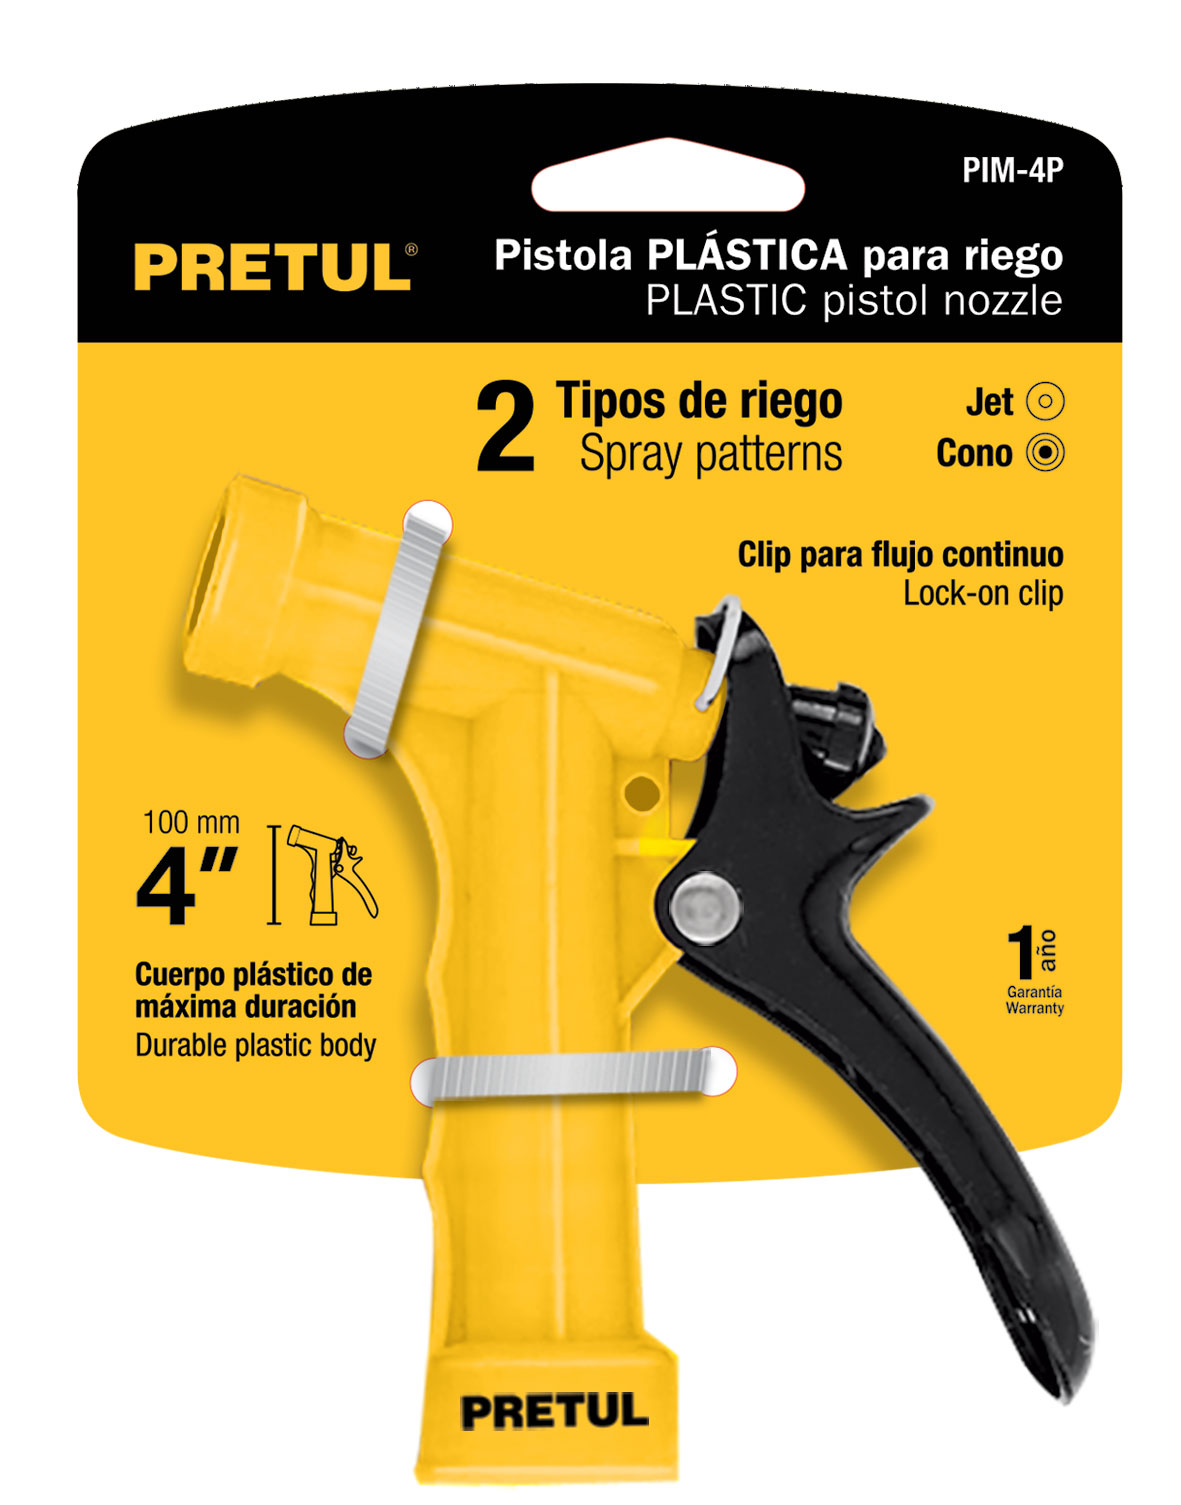 PIM-4P
PRETUL®
Pistola PLÁSTICA para riego
PLASTIC pistol nozzle
2 Tipos de riego
Spray patterns
Jet
Cono
Clip para flujo continuo
Lock-on clip
100 mm
4"
Cuerpo plástico de
máxima duración
Durable plastic body
1 año
Garantía
Warranty
PRETUL